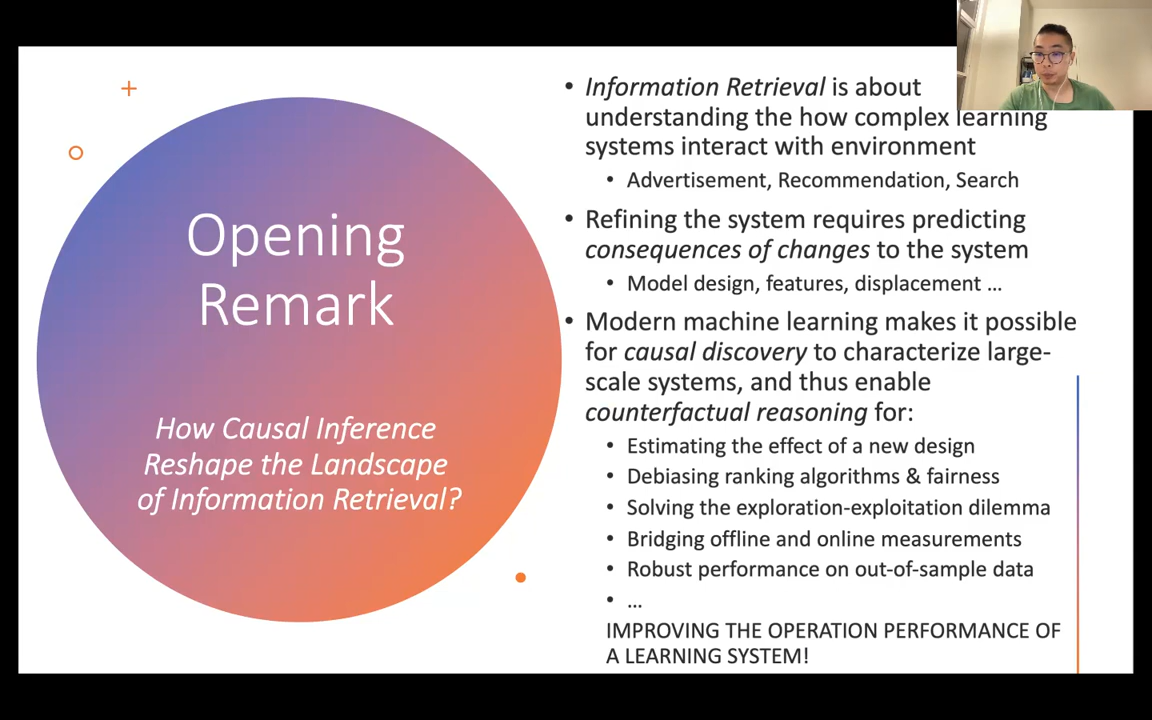 Opening
Remark
How Causal Inference
Reshape the Landscape
of Information Retrieval?
• Information Retrieval is about
understanding the how complex learning
systems interact with environment
• Advertisement, Recommendation, Search
• Refining the system requires predicting
consequences of changes to the system
• Model design, features, displacement ...
• Modern machine learning makes it possible
for causal discovery to characterize large-
scale systems, and thus enable
counterfactual reasoning for:
• Estimating the effect of a new design
• Debiasing ranking algorithms & fairness
• Solving the exploration-exploitation dilemma
• Bridging offline and online measurements
• Robust performance on out-of-sample data
• ...
IMPROVING THE OPERATION PERFORMANCE OF
A LEARNING SYSTEM!